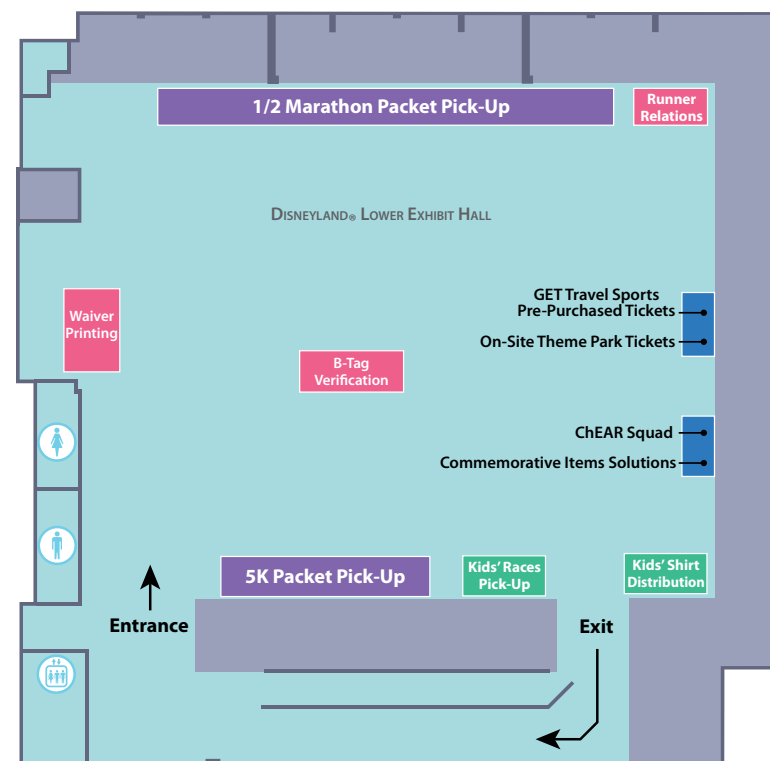 1/2 Marathon Packet Pick-Up
Runner
Relations
DISNEYLAND® LOWER EXHIBIT HALL
Waiver
Printing
GET Travel Sports
Pre-Purchased Tickets
On-Site Theme Park Tickets
B-Tag
Verification
ChEAR Squad
Commemorative Items Solutions
5K Packet Pick-Up
Kids' Races
Pick-Up
Kids' Shirt
Distribution
Entrance
Exit